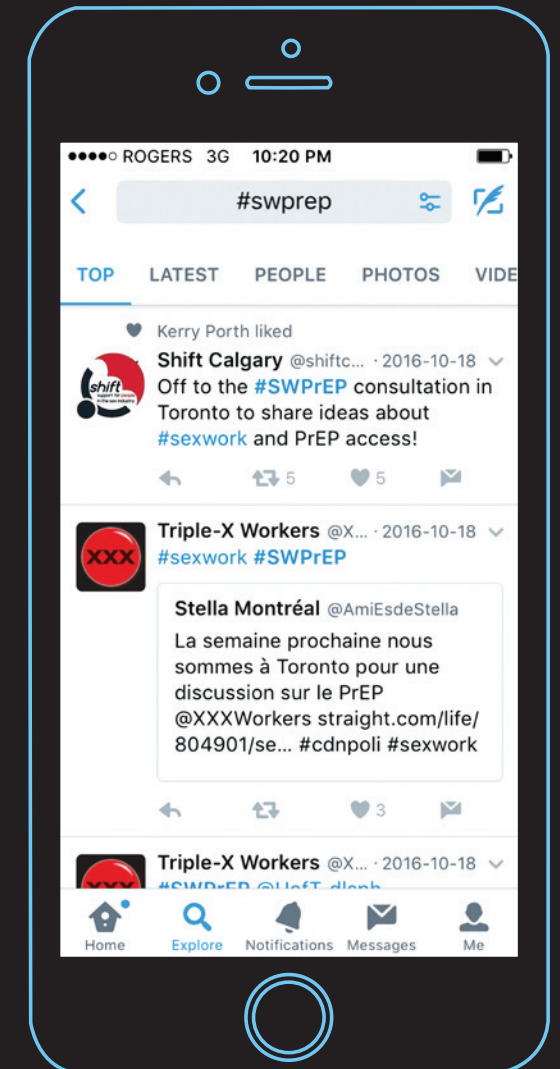 ROGERS 3G 10:20 PM
#swprep
TOP LATEST PEOPLE PHOTOS VIDE
Kerry Porth liked
Shift Calgary @shiftc... · 2016-10-18
Off to the #SWPrEP consultation in
Toronto to share ideas about
#sexwork and PrEP access!
5 5
shift
Triple-X Workers @X... · 2016-10-18
#sexwork #SWPrEP
XXX
Stella Montréal @AmiEsdeStella
La semaine prochaine nous
sommes à Toronto pour une
discussion sur le PrEP
@XXXWorkers straight.com/life/
804901/se... #cdnpoli #sexwork
3
Triple-X Workers @X... · 2016-10-18
#SWPrEP
Home Explore Notifications Messages Me